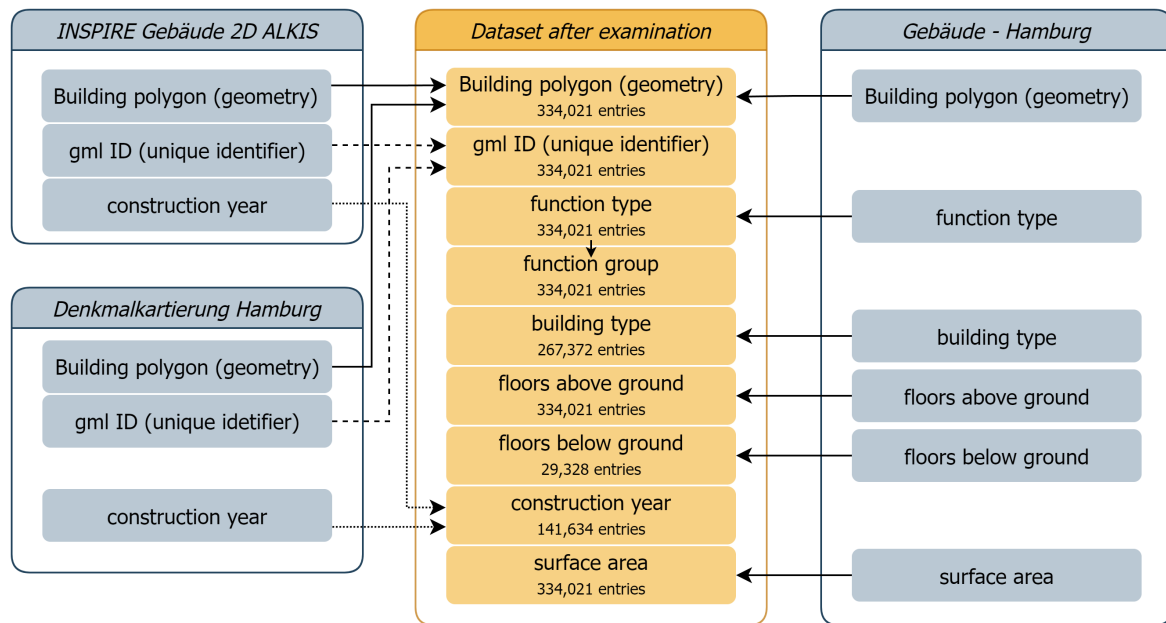 INSPIRE Gebäude 2D ALKIS
Building polygon (geometry)
gml ID (unique identifier)
construction year
Denkmalkartierung Hamburg
Building polygon (geometry)
gml ID (unique idetifier)
construction year
Dataset after examination
Building polygon (geometry)
334,021 entries
gml ID (unique identifier)
334,021 entries
function type
334,021 entries
function group
334,021 entries
building type
267,372 entries
floors above ground
334,021 entries
floors below ground
29,328 entries
construction year
141,634 entries
surface area
334,021 entries
Gebäude - Hamburg
Building polygon (geometry)
function type
building type
floors above ground
floors below ground
surface area